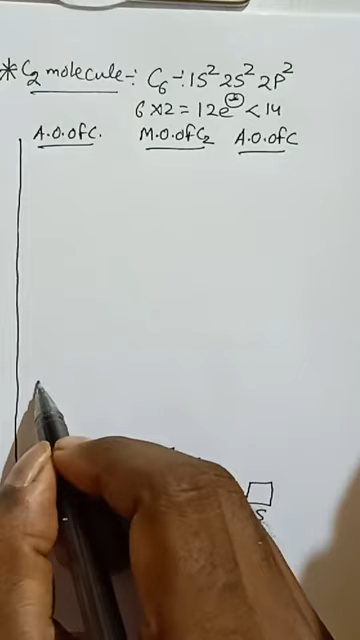 *C₂ molecule-: C₆-:1S² 2S² 2P²
6×2=12e⊖<14
A.O.of C. M.O.of C₂ A.O.of C
S